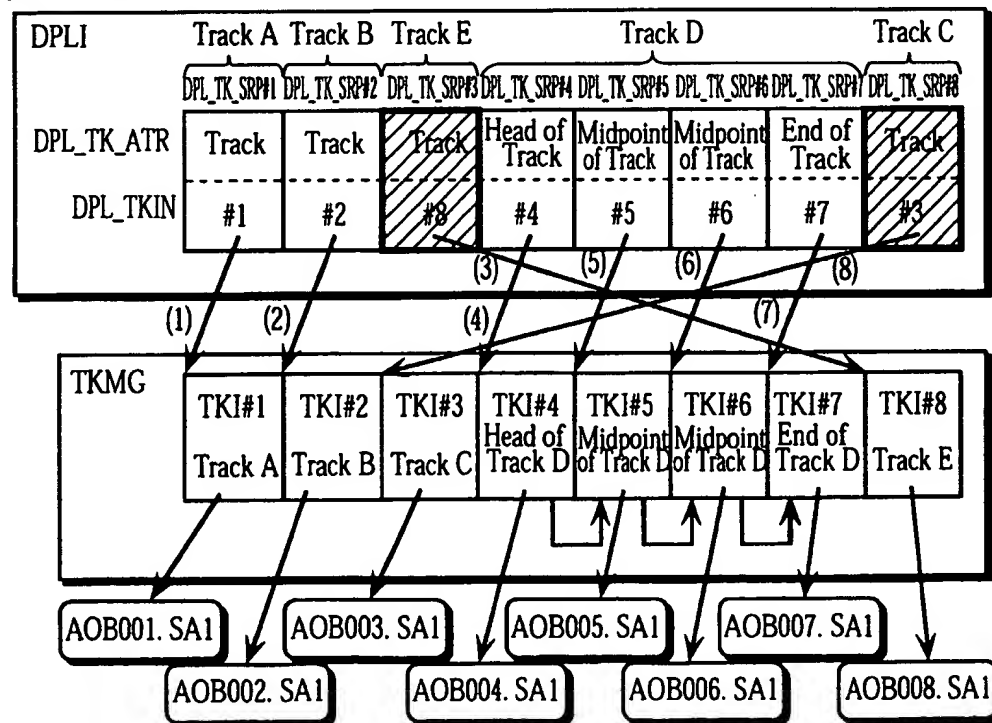 DPLI
Track A Track B Track E Track D Track C
DPL_TK_SRP#1 DPL_TK_SRP#2 DPL_TK_SRP#3 DPL_TK_SRP#4 DPL_TK_SRP#5 DPL_TK_SRP#6 DPL_TK_SRP#7 DPL_TK_SRP#8
DPL_TK_ATR
Track
Track
Track
Head of
Track
Midpoint
of Track
Midpoint
of Track
End of
Track
Track
DPL_TKIN
#1 #2 #8 #4 #5 #6 #7 #3
(3) (5) (6) (8)
(1) (2) (4) (7)
TKMG
TKI#1
Track A
TKI#2
Track B
TKI#3
Track C
TKI#4
Head of
Track D
TKI#5
Midpoint
of Track D
TKI#6
Midpoint
of Track D
TKI#7
End of
Track D
TKI#8
Track E
AOB001. SA1 AOB003. SA1 AOB005. SA1 AOB007. SA1
AOB002. SA1 AOB004. SA1 AOB006. SA1 AOB008. SA1